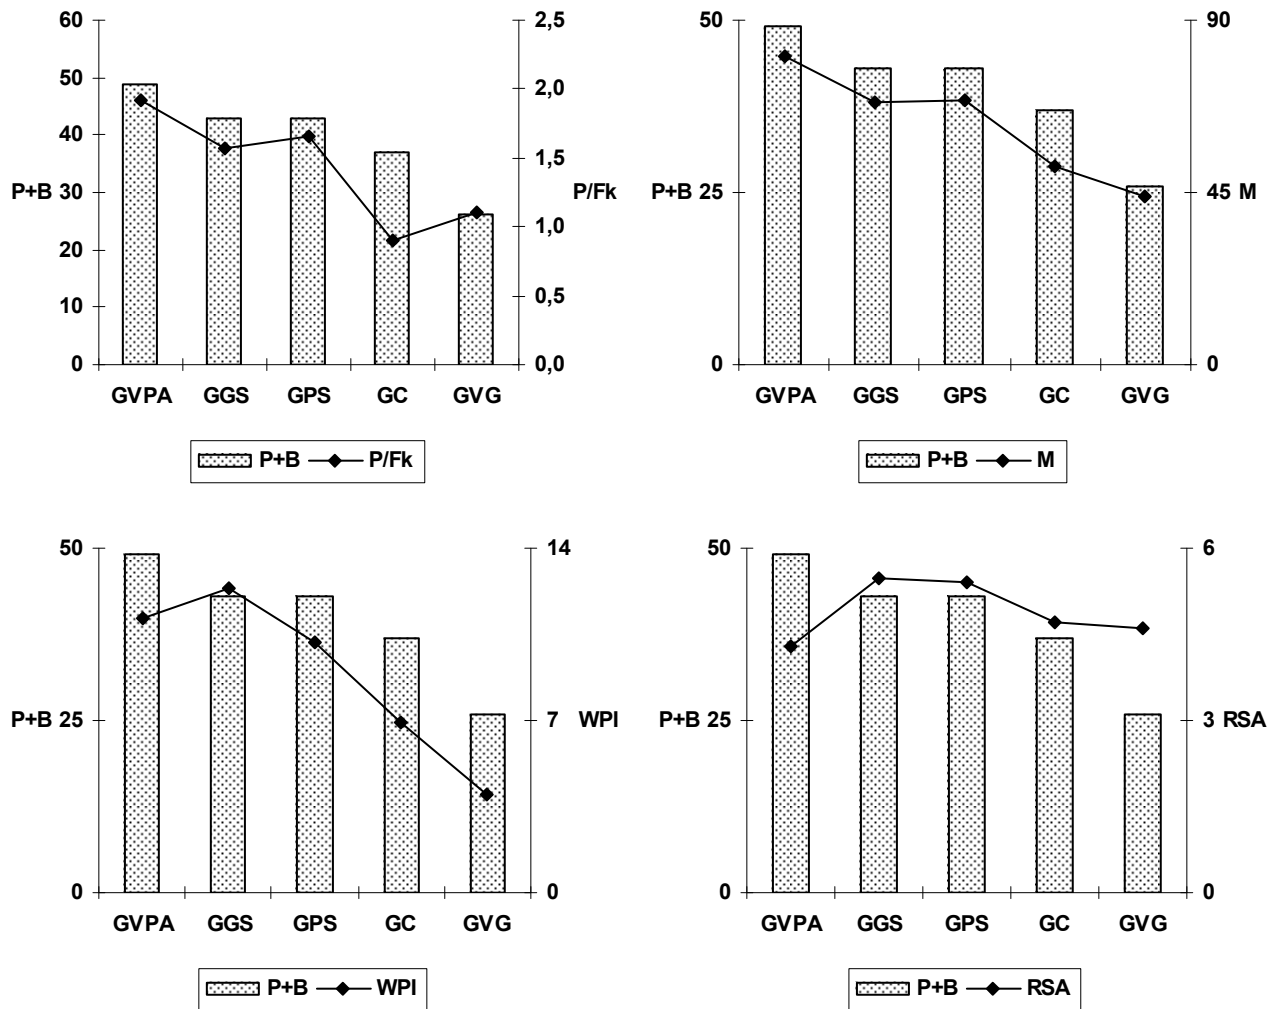 60
50
40
P+B 30
20
10
0
2,5
2,0
1,5
P/Fk
1,0
0,5
0,0
GVPA GGS GPS GC GVG
P+B P/Fk
50
P+B 25
0
90
45 M
0
GVPA GGS GPS GC GVG
P+B M
50
P+B 25
0
14
7 WPI
0
GVPA GGS GPS GC GVG
P+B WPI
50
P+B 25
0
6
3 RSA
0
GVPA GGS GPS GC GVG
P+B RSA